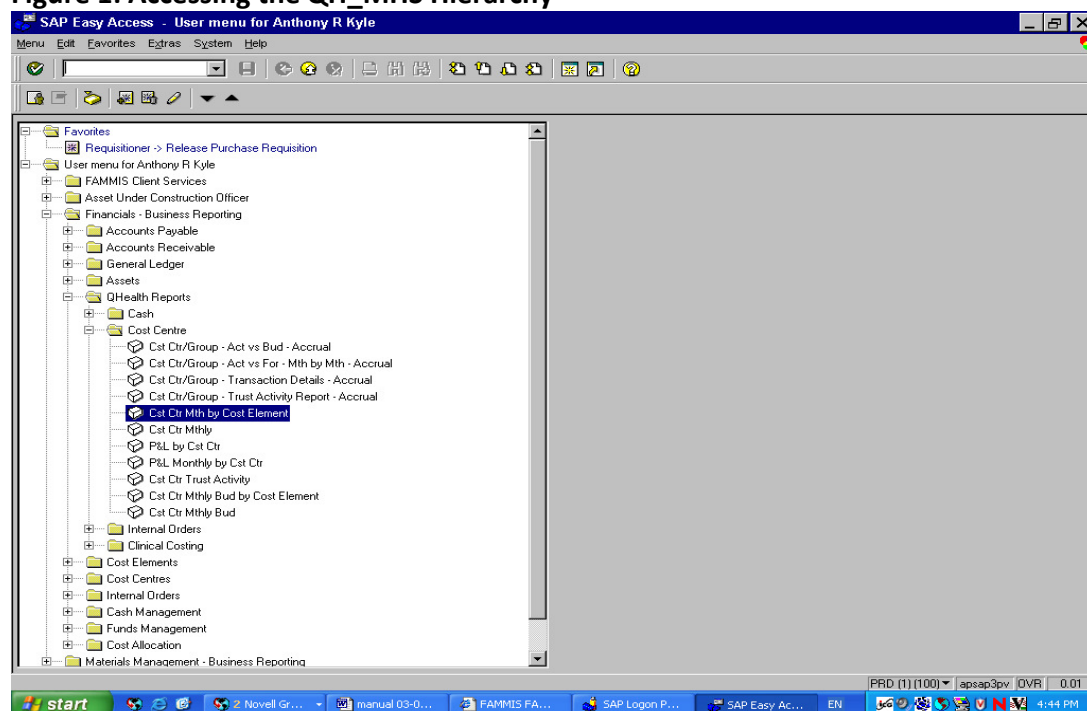 Figure 1: Accessing the QH_MHS Hierarchy
SAP Easy Access - User menu for Anthony R Kyle
Menu Edit Favorites Extras System Help
Favorites
Requisitioner -> Release Purchase Requisition
User menu for Anthony R Kyle
FAMMIS Client Services
Asset Under Construction Officer
Financials - Business Reporting
Accounts Payable
Accounts Receivable
General Ledger
Assets
QHealth Reports
Cash
Cost Centre
Cst Ctr/Group - Act vs Bud - Accrual
Cst Ctr/Group - Act vs For - Mth by Mth - Accrual
Cst Ctr/Group - Transaction Details - Accrual
Cst Ctr/Group - Trust Activity Report - Accrual
Cst Ctr Mth by Cost Element
Cst Ctr Mthly
P&L by Cst Ctr
P&L Monthly by Cst Ctr
Cst Ctr Trust Activity
Cst Ctr Mthly Bud by Cost Element
Cst Ctr Mthly Bud
Internal Orders
Clinical Costing
Cost Elements
Cost Centres
Internal Orders
Cash Management
Funds Management
Cost Allocation
Materials Management - Business Reporting
PRD (1) (100) apsap3pv OVR 0.01
start 2 Novell Gr... manual 03-0... FAMMIS FA... SAP Logon P... SAP Easy Ac... EN 4:44 PM